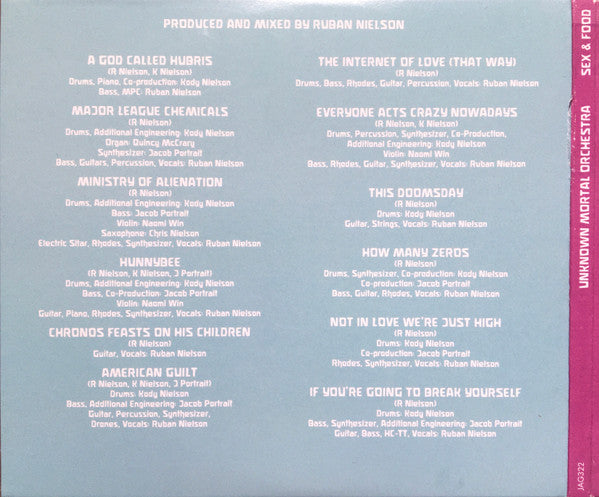 PRODUCED AND MIXED BY RUBAN NIELSON
A GOD CALLED HUBRIS
(R Nielson, K Nielson)
Drums, Piano, Co-production: Kody Nielson
Bass, MPC: Ruban Nielson
MAJOR LEAGUE CHEMICALS
(R Nielson)
Drums, Additional Engineering: Kody Nielson
Organ: Quincy McCrary
Synthesizer: Jacob Portrait
Bass, Guitars, Percussion, Vocals: Ruban Nielson
MINISTRY OF ALIENATION
(R Nielson)
Drums, Additional Engineering: Kody Nielson
Bass: Jacob Portrait
Violin: Naomi Win
Saxophone: Chris Nielson
Electric Sitar, Rhodes, Synthesizer, Vocals: Ruban Nielson
HUNNYBEE
(R Nielson, K Nielson, J Portrait)
Drums, Additional Engineering: Kody Nielson
Bass, Co-Production: Jacob Portrait
Violin: Naomi Win
Guitar, Piano, Rhodes, Synthesizer, Vocals: Ruban Nielson
CHRONOS FEASTS ON HIS CHILDREN
(R Nielson)
Guitar, Vocals: Ruban Nielson
AMERICAN GUILT
(R Nielson, K Nielson, J Portrait)
Drums: Kody Nielson
Bass, Additional Engineering: Jacob Portrait
Guitar, Percussion, Synthesizer,
Drones, Vocals: Ruban Nielson
THE INTERNET OF LOVE (THAT WAY)
(R Nielson)
Drums, Bass, Rhodes, Guitar, Percussion, Vocals: Ruban Nielson
EVERYONE ACTS CRAZY NOWADAYS
(R Nielson, K Nielson)
Drums, Percussion, Synthesizer, Co-Production,
Additional Engineering: Kody Nielson
Violin: Naomi Win
Bass, Rhodes, Guitar, Synthesizer, Vocals: Ruban Nielson
THIS DOOMSDAY
(R Nielson)
Drums: Kody Nielson
Guitar, Strings, Vocals: Ruban Nielson
HOW MANY ZEROS
(R Nielson)
Drums, Synthesizer, Co-production: Kody Nielson
Co-production: Jacob Portrait
Bass, Guitar, Rhodes, Vocals: Ruban Nielson
NOT IN LOVE WE'RE JUST HIGH
(R Nielson)
Drums: Kody Nielson
Co-production: Jacob Portrait
Rhodes, Synthesizer, Vocals: Ruban Nielson
IF YOU'RE GOING TO BREAK YOURSELF
(R Nielson)
Drums: Kody Nielson
Bass, Synthesizer, Additional Engineering: Jacob Portrait
Guitar, Bass, HC-TT, Vocals: Ruban Nielson
UNKNOWN MORTAL ORCHESTRA SEX & FOOD
JAG322